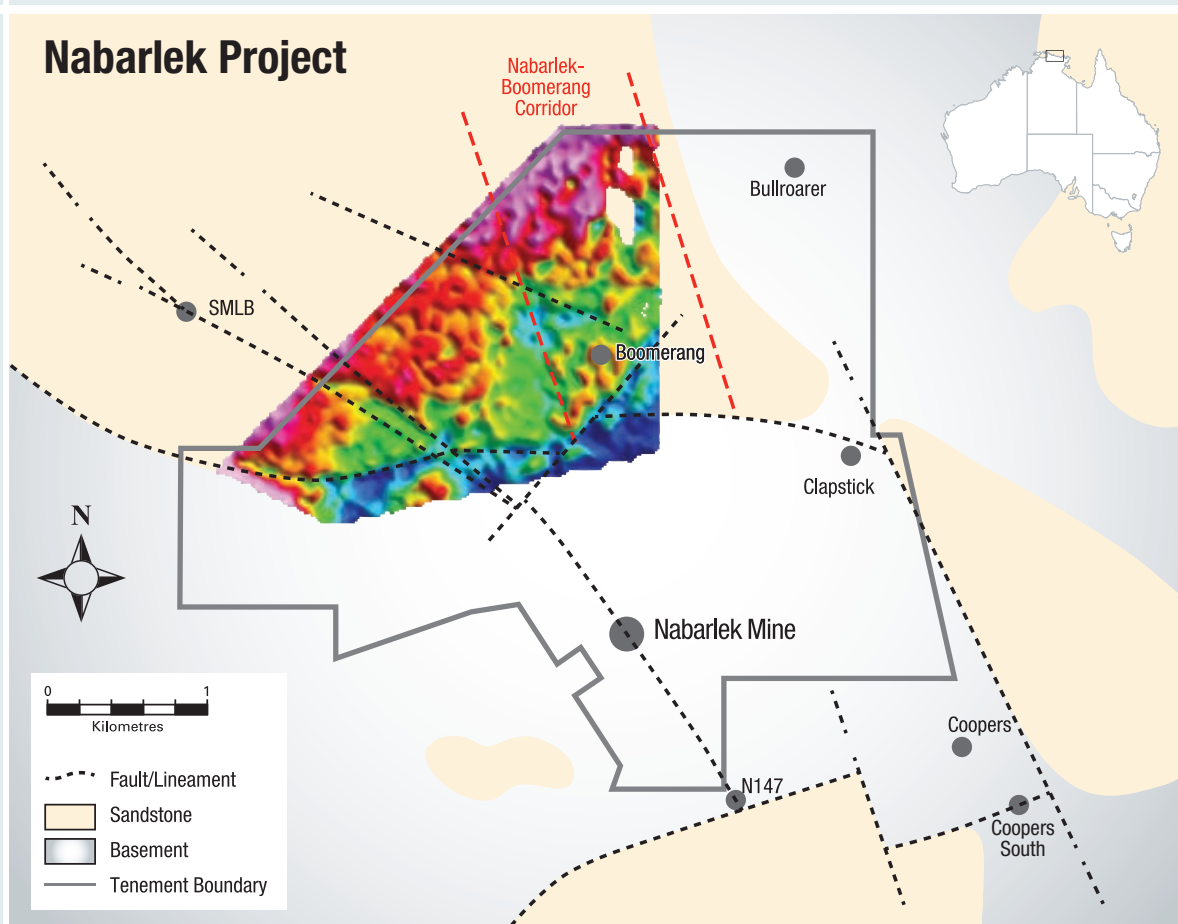 Nabarlek Project
Nabarlek-
Boomerang
Corridor
Bullroarer
SMLB
Boomerang
Clapstick
N
Nabarlek Mine
0 1
Kilometres
Fault/Lineament
Sandstone
Basement
Tenement Boundary
Coopers
N147
Coopers
South